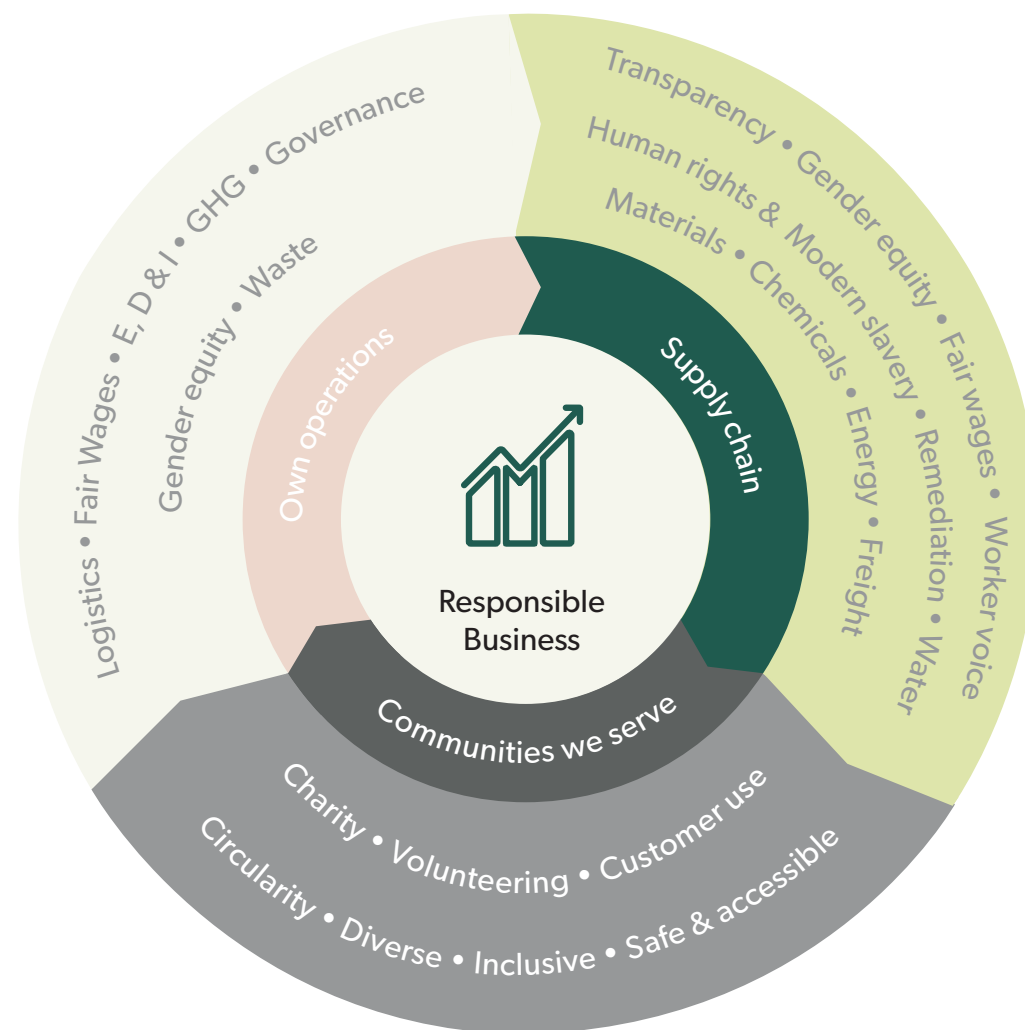 Transparency • Gender equity • Fair wages • Worker voice
Human rights & Modern slavery • Remediation • Water
Materials • Chemicals • Energy • Freight
Supply chain
Logistics • Fair Wages • E, D & I • GHG • Governance
Gender equity • Waste
Own operations
Responsible
Business
Communities we serve
Charity • Volunteering • Customer use
Circularity • Diverse • Inclusive • Safe & accessible